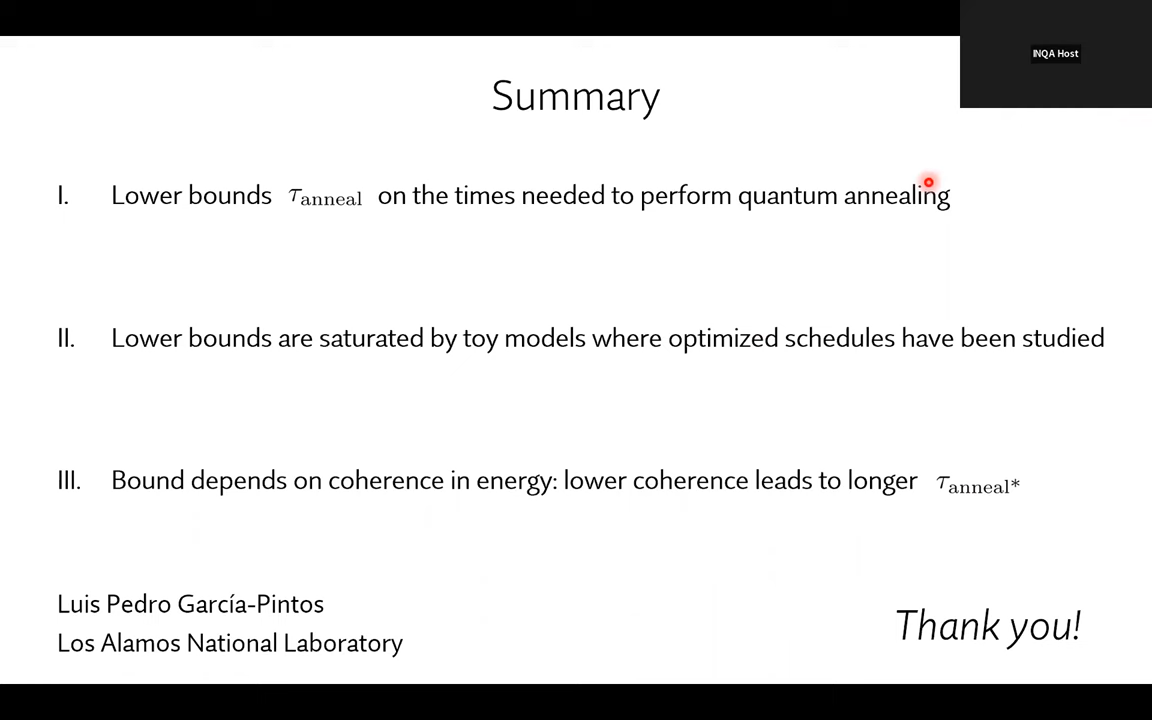 INQA Host
Summary
I. Lower bounds τ_anneal on the times needed to perform quantum annealing
II. Lower bounds are saturated by toy models where optimized schedules have been studied
III. Bound depends on coherence in energy: lower coherence leads to longer τ_anneal*
Luis Pedro García-Pintos
Los Alamos National Laboratory
Thank you!